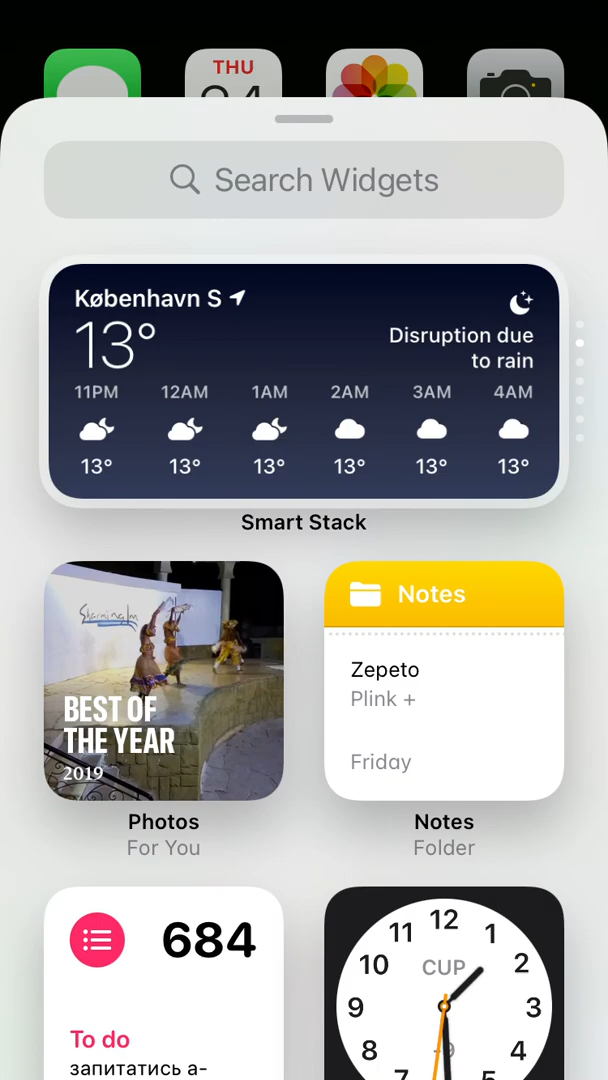 THU
Search Widgets
København S
13°
Disruption due
to rain
11PM 12AM 1AM 2AM 3AM 4AM
13° 13° 13° 13° 13° 13°
Smart Stack
BEST OF
THE YEAR
2019
Photos
For You
Notes
Zepeto
Plink +
Friday
Notes
Folder
684
To do
запитатись а-
12
11 1
10 CUP 2
9 3
8 4